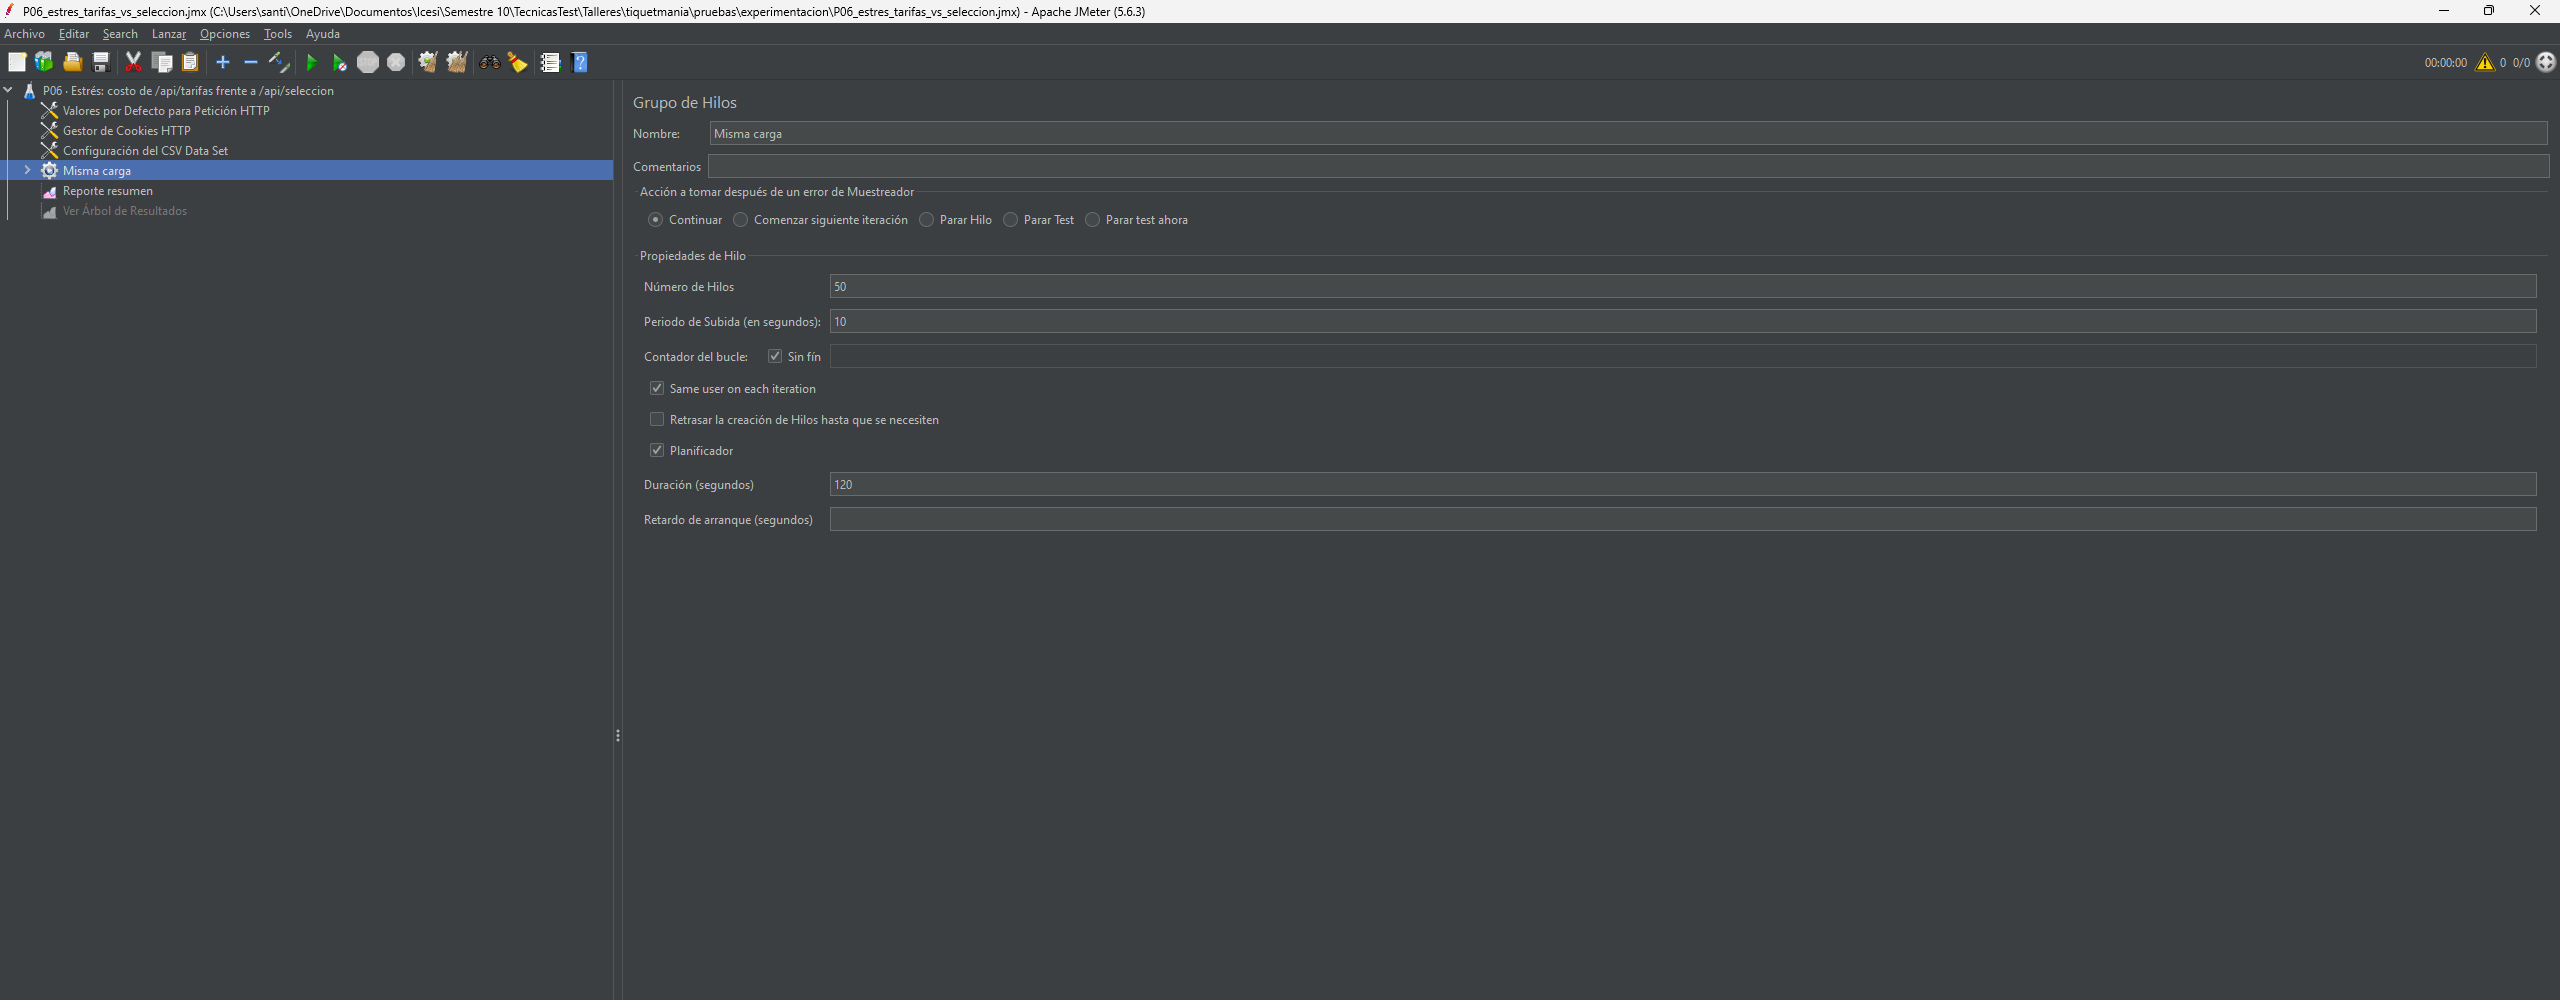 P06_estres_tarifas_vs_seleccion.jmx (C:\Users\santi\OneDrive\Documentos\Icesi\Semestre 10\TecnicasTest\Talleres\tiquetmania\pruebas\experimentacion\P06_estres_tarifas_vs_seleccion.jmx) - Apache JMeter (5.6.3)
Archivo Editar Search Lanzar Opciones Tools Ayuda
STOP
00:00:00 0 0/0
P06 · Estrés: costo de /api/tarifas frente a /api/seleccion
Valores por Defecto para Petición HTTP
Gestor de Cookies HTTP
Configuración del CSV Data Set
Misma carga
Reporte resumen
Ver Árbol de Resultados
Grupo de Hilos
Nombre: Misma carga
Comentarios
Acción a tomar después de un error de Muestreador
Continuar Comenzar siguiente iteración Parar Hilo Parar Test Parar test ahora
Propiedades de Hilo
Número de Hilos 50
Periodo de Subida (en segundos): 10
Contador del bucle: Sin fín
Same user on each iteration
Retrasar la creación de Hilos hasta que se necesiten
Planificador
Duración (segundos) 120
Retardo de arranque (segundos)